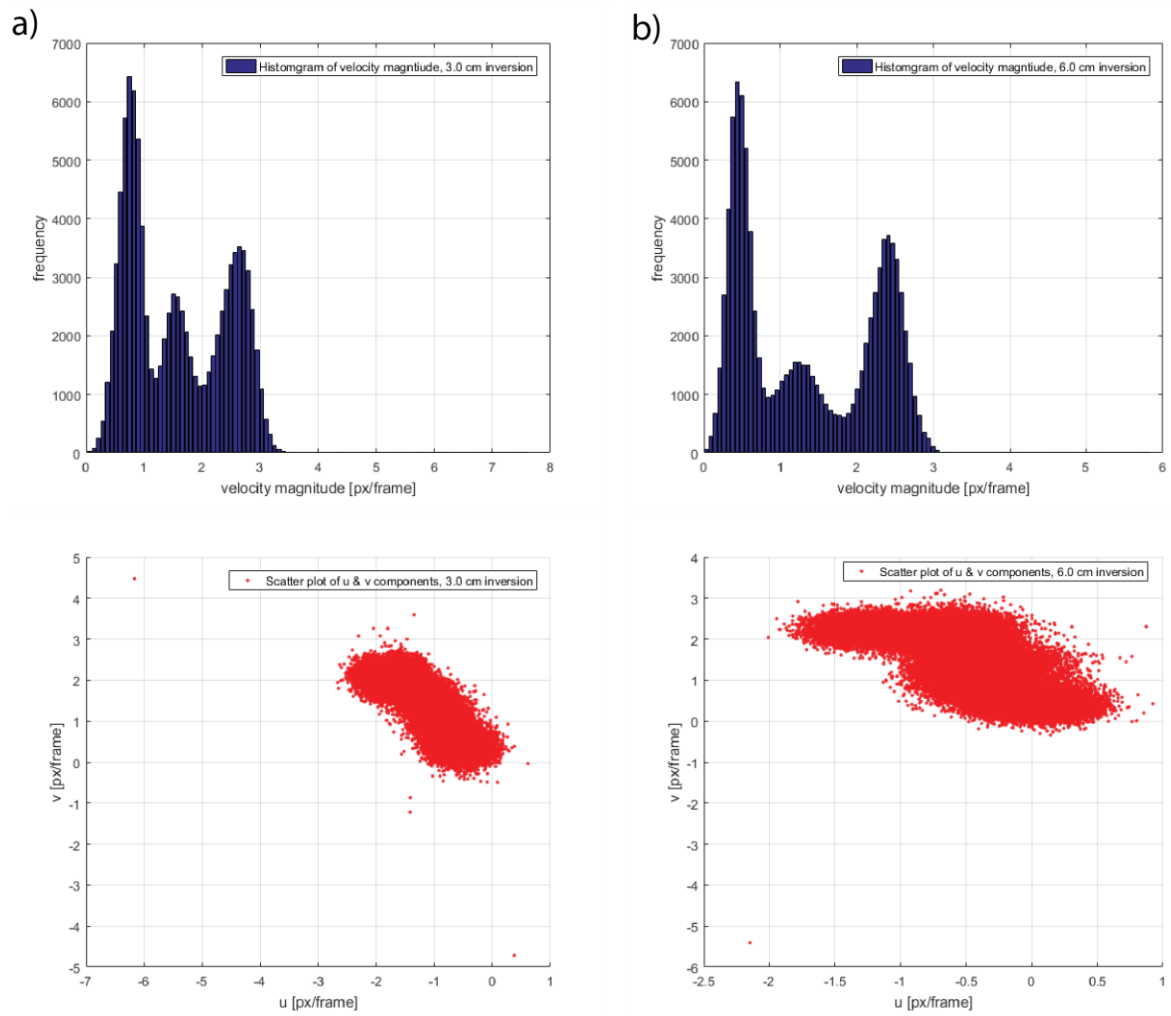 a)
7000
6000
5000
4000
3000
2000
1000
0
frequency
Histomgram of velocity magntiude, 3.0 cm inversion
0 1 2 3 4 5 6 7 8
velocity magnitude [px/frame]
b)
7000
6000
5000
4000
3000
2000
1000
0
frequency
Histomgram of velocity magntiude, 6.0 cm inversion
0 1 2 3 4 5 6
velocity magnitude [px/frame]
5
4
3
2
1
0
-1
-2
-3
-4
-5
v [px/frame]
Scatter plot of u & v components, 3.0 cm inversion
-7 -6 -5 -4 -3 -2 -1 0 1
u [px/frame]
4
3
2
1
0
-1
-2
-3
-4
-5
-6
v [px/frame]
Scatter plot of u & v components, 6.0 cm inversion
-2.5 -2 -1.5 -1 -0.5 0 0.5 1
u [px/frame]